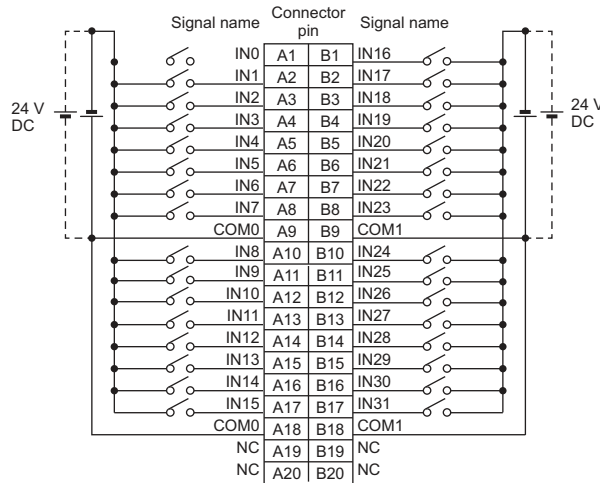 Signal name Connector pin Signal name
IN0 A1 B1 IN16
IN1 A2 B2 IN17
IN2 A3 B3 IN18
24 V DC IN3 A4 B4 IN19 24 V DC
IN4 A5 B5 IN20
IN5 A6 B6 IN21
IN6 A7 B7 IN22
IN7 A8 B8 IN23
COM0 A9 B9 COM1
IN8 A10 B10 IN24
IN9 A11 B11 IN25
IN10 A12 B12 IN26
IN11 A13 B13 IN27
IN12 A14 B14 IN28
IN13 A15 B15 IN29
IN14 A16 B16 IN30
IN15 A17 B17 IN31
COM0 A18 B18 COM1
NC A19 B19 NC
NC A20 B20 NC